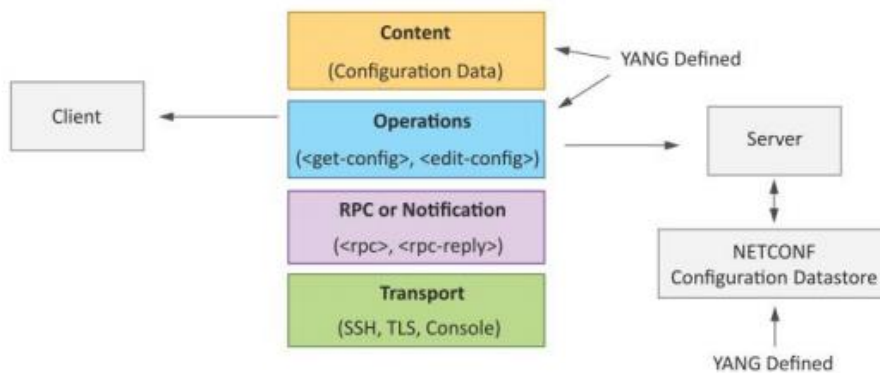 Content
(Configuration Data)
YANG Defined
Client
Operations
(<get-config>, <edit-config>)
Server
RPC or Notification
(<rpc>, <rpc-reply>)
NETCONF
Configuration Datastore
Transport
(SSH, TLS, Console)
YANG Defined